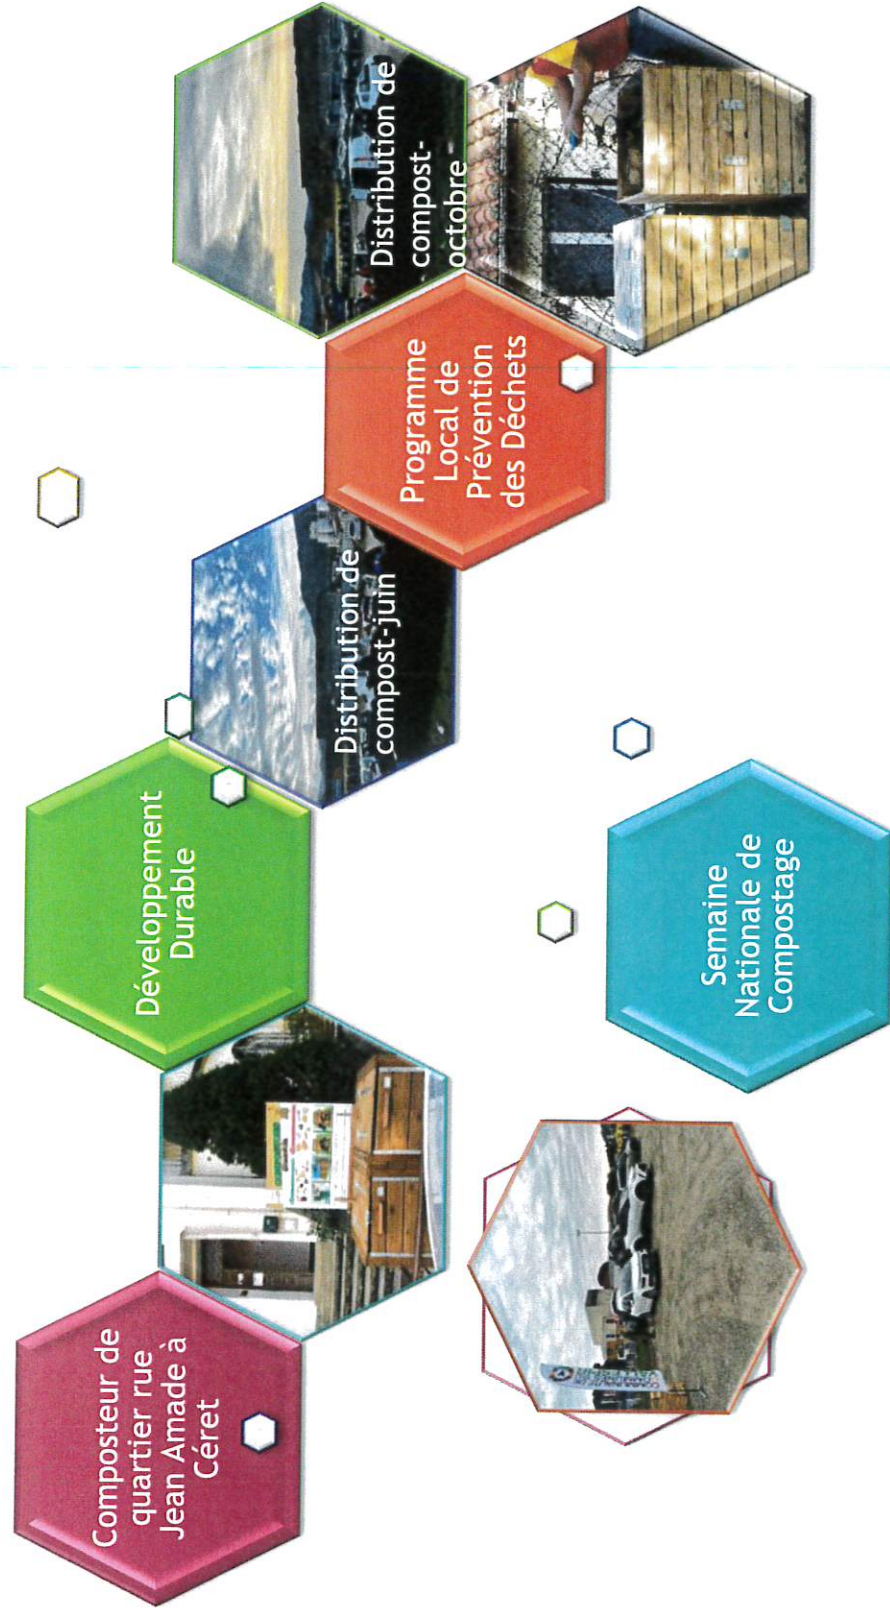 Composteur de
quartier rue
Jean Amade à
Céret
Développement
Durable
Distribution de
compost-juin
Programme
Local de
Prévention
des Déchets
Distribution de
compost-
octobre
Semaine
Nationale de
Compostage